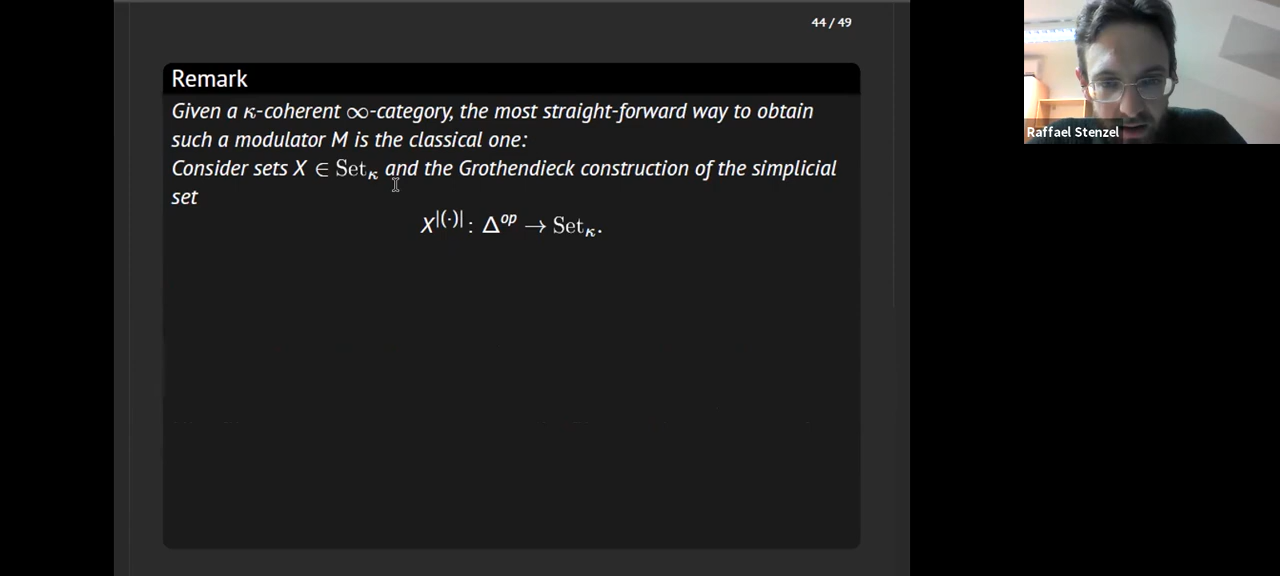 44 / 49
Remark
Given a κ-coherent ∞-category, the most straight-forward way to obtain
such a modulator M is the classical one:
Consider sets X ∈ Set_κ and the Grothendieck construction of the simplicial
set
X^{|(·)|} : Δ^{op} → Set_κ.
Raffael Stenzel